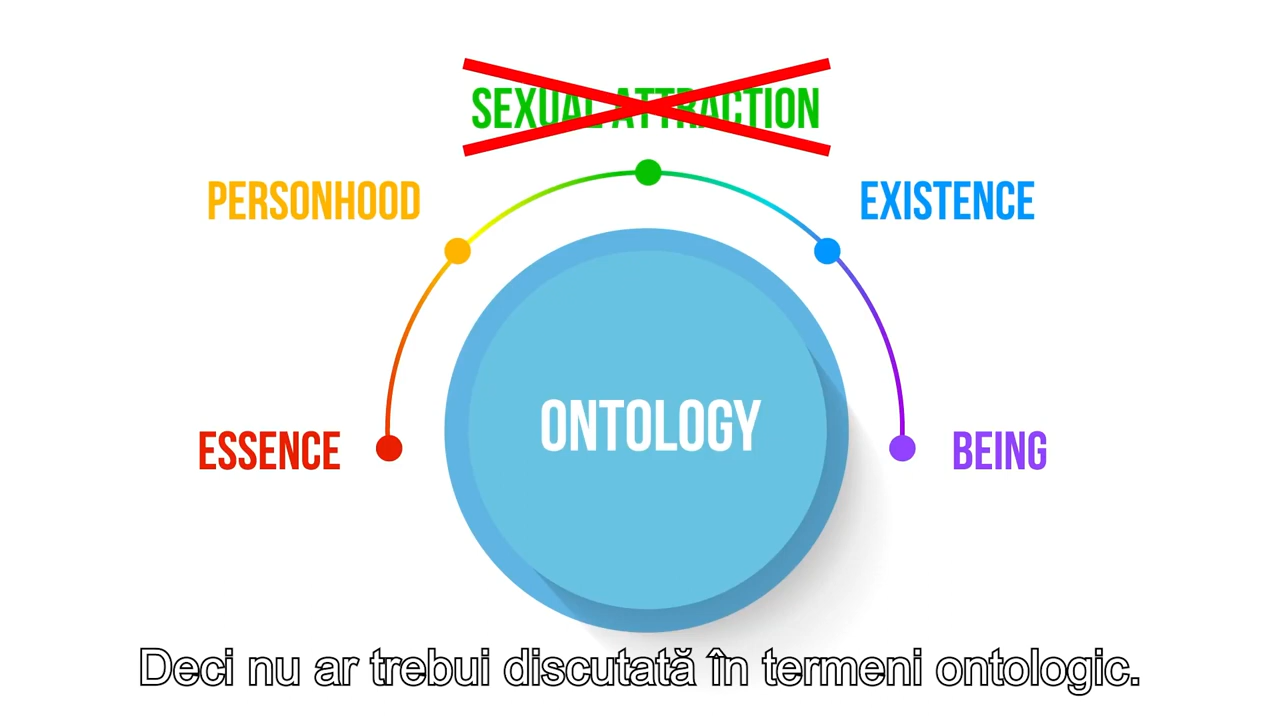 SEXUAL ATTRACTION
PERSONHOOD
EXISTENCE
ONTOLOGY
ESSENCE
BEING
Deci nu ar trebui discutată în termeni ontologic.